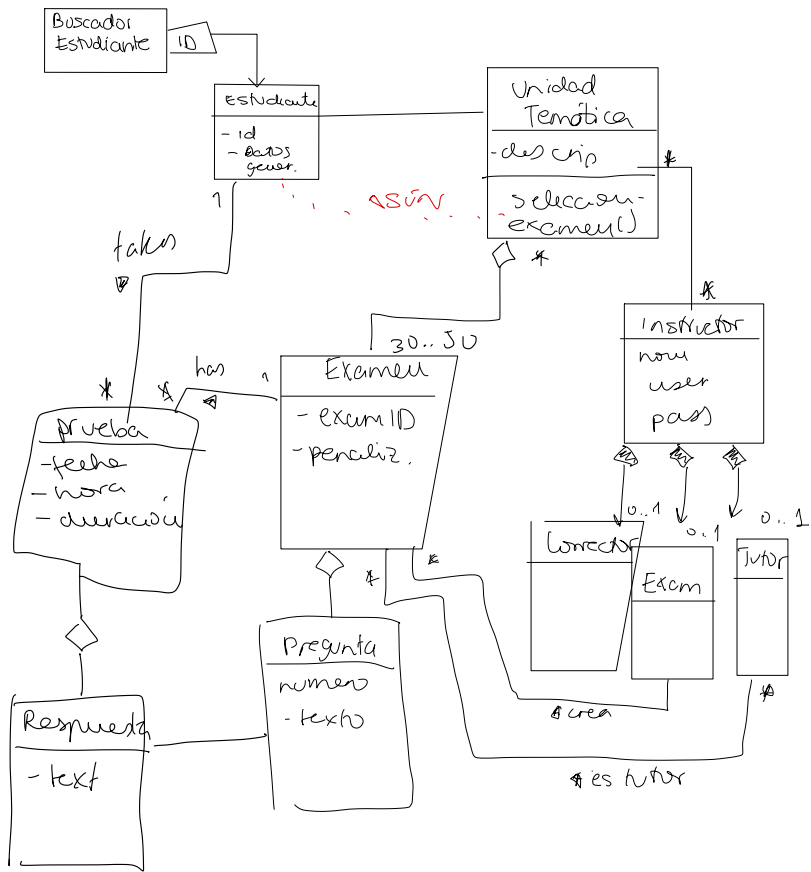 Buscador
Estudiante
ID
Estudiante
- id
- Datos
gener.
Unidad
Temática
- descrip
selección-
examen()
*
ASÍN
1
takes
*
*
has
1
30..50
*
*
Instructor
nom
user
pass
prueba
- fecha
- hora
- duración
Examen
- examID
- penaliz.
0..1
0..1
0..1
Corrector
Exam
Tutor
*
*
Pregunta
numero
- texto
*
crea
Respuesta
- text
es tutor